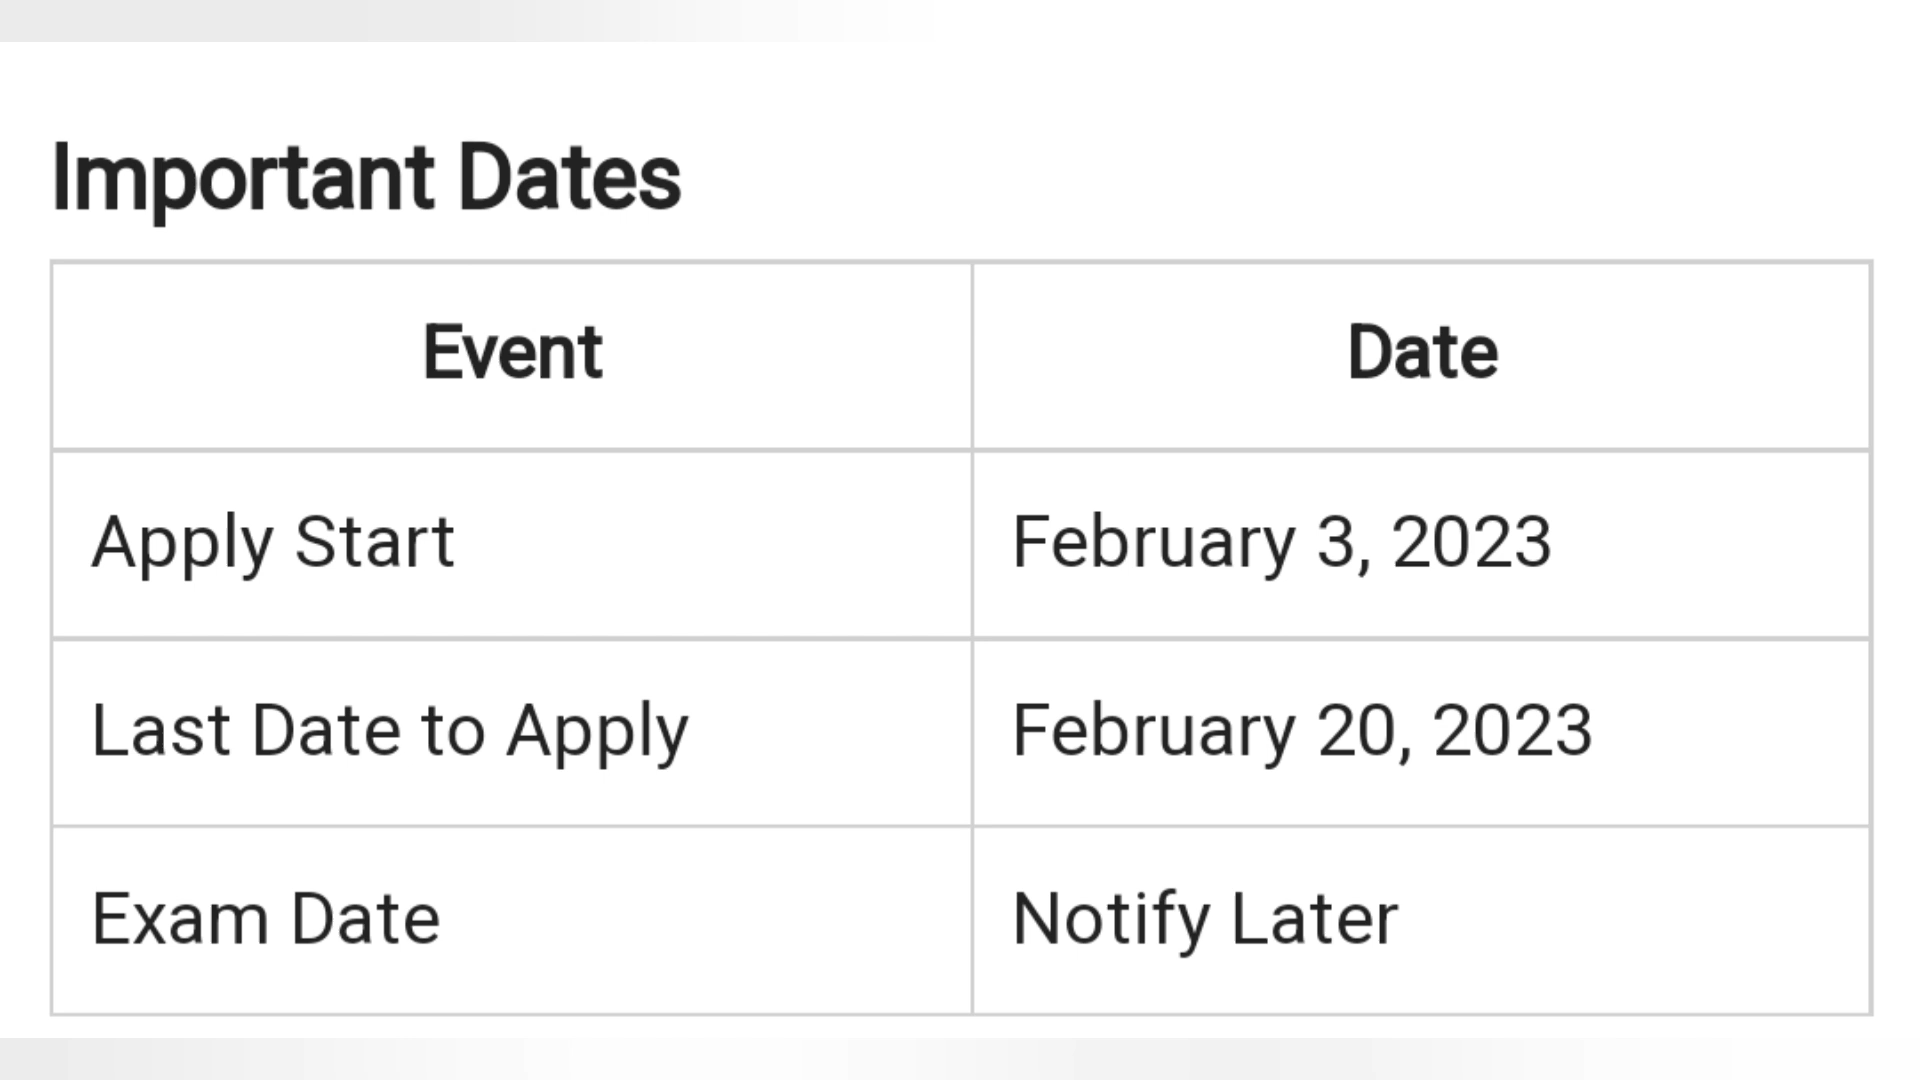 Important Dates
Event Date
Apply Start February 3, 2023
Last Date to Apply February 20, 2023
Exam Date Notify Later